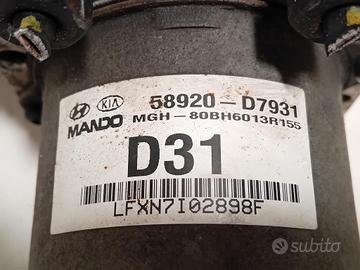 KIA 58920-D7931
MANDO MGH-80BH6013R155
D31
LFXN7I02898F
subito